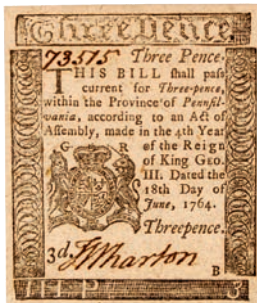 Three Pence.
73515 Three Pence.
THIS BILL shall pass
current for Three-pence,
within the Province of Pennsil-
vania, according to an Act of
Assembly, made in the 4th Year
G R of the Reign
of King Geo.
III. Dated the
18th Day of
June, 1764.
Threepence.
3d. Wharton
B